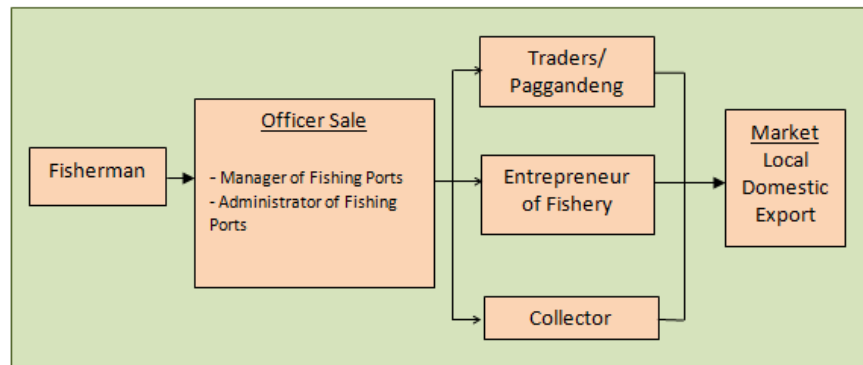 Fisherman
Officer Sale
- Manager of Fishing Ports
- Administrator of Fishing
Ports
Traders/
Paggandeng
Entrepreneur
of Fishery
Collector
Market
Local
Domestic
Export